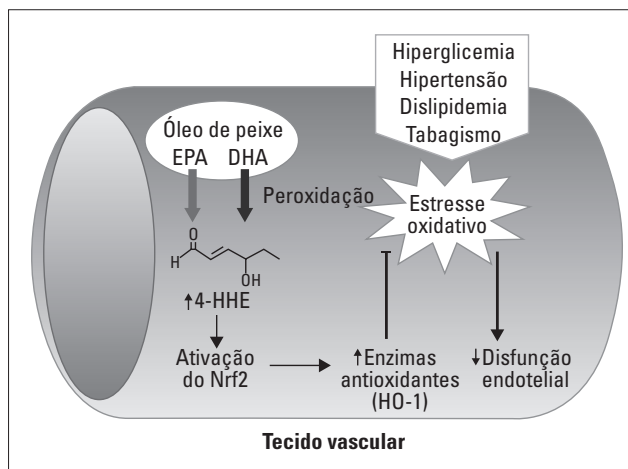 Hiperglicemia
Hipertensão
Dislipidemia
Tabagismo
Óleo de peixe
EPA DHA
Peroxidação
Estresse
oxidativo
O
H
OH
↑4-HHE
Ativação
do Nrf2
↑Enzimas
antioxidantes
(HO-1)
↓Disfunção
endotelial
Tecido vascular